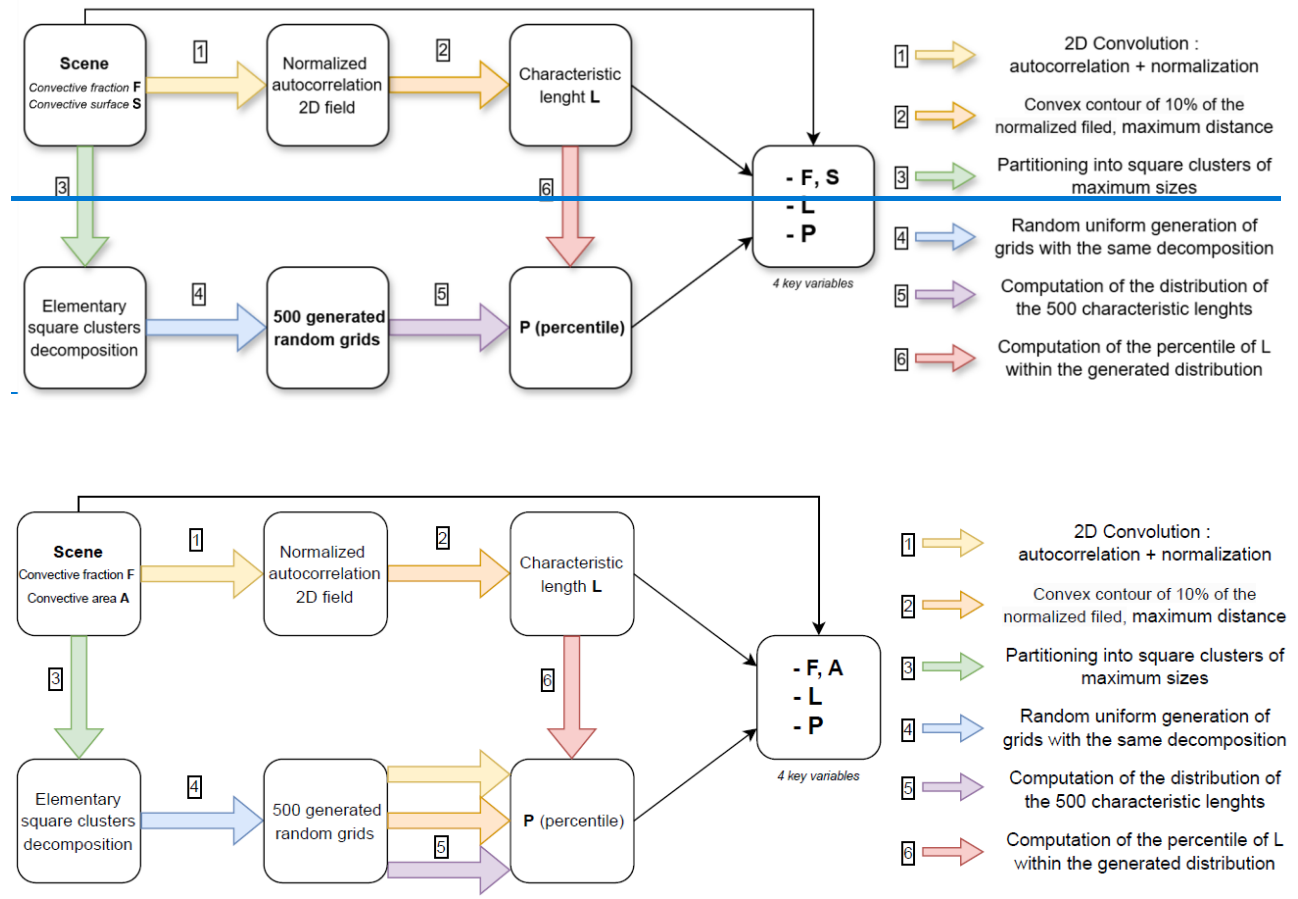 Scene
Convective fraction F
Convective surface S
1
Normalized
autocorrelation
2D field
2
Characteristic
lenght L
3
6
- F, S
- L
- P
4 key variables
Elementary
square clusters
decomposition
4
500 generated
random grids
5
P (percentile)
1
2D Convolution :
autocorrelation + normalization
2
Convex contour of 10% of the
normalized filed, maximum distance
3
Partitioning into square clusters of
maximum sizes
4
Random uniform generation of
grids with the same decomposition
5
Computation of the distribution of
the 500 characteristic lenghts
6
Computation of the percentile of L
within the generated distribution
Scene
Convective fraction F
Convective area A
1
Normalized
autocorrelation
2D field
2
Characteristic
length L
3
6
- F, A
- L
- P
4 key variables
Elementary
square clusters
decomposition
4
500 generated
random grids
5
P (percentile)
1
2D Convolution :
autocorrelation + normalization
2
Convex contour of 10% of the
normalized filed, maximum distance
3
Partitioning into square clusters of
maximum sizes
4
Random uniform generation of
grids with the same decomposition
5
Computation of the distribution of
the 500 characteristic lenghts
6
Computation of the percentile of L
within the generated distribution